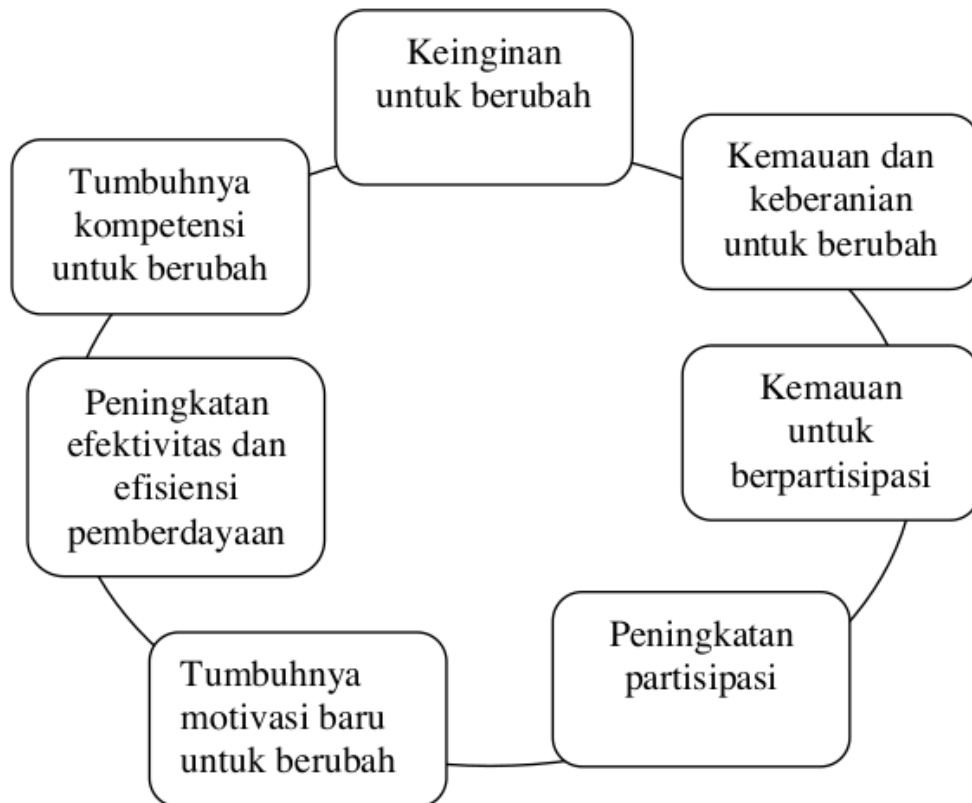 Keinginan
untuk berubah
Kemauan dan
keberanian
untuk berubah
Kemauan
untuk
berpartisipasi
Peningkatan
partisipasi
Tumbuhnya
motivasi baru
untuk berubah
Peningkatan
efektivitas dan
efisiensi
pemberdayaan
Tumbuhnya
kompetensi
untuk berubah